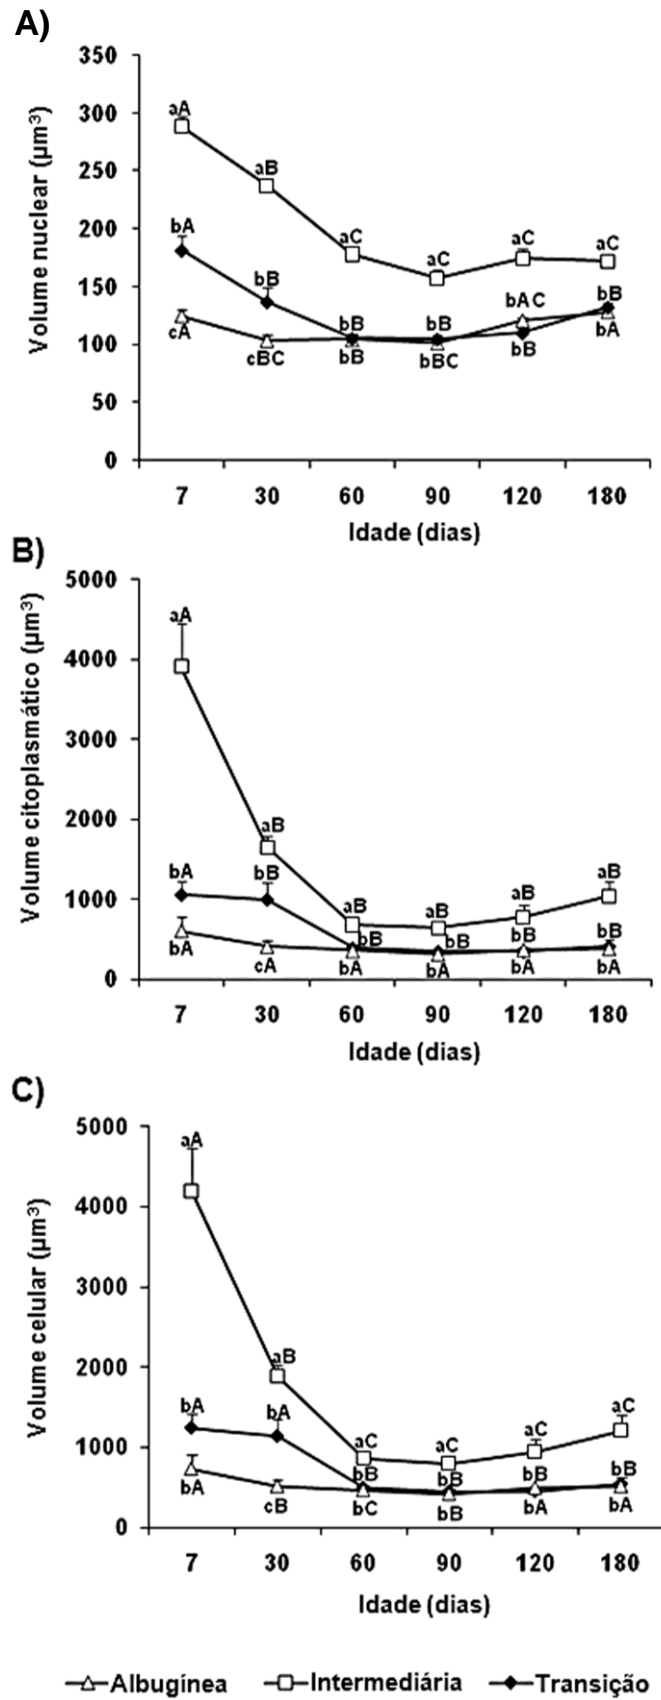 A)
Volume nuclear (µm³)
350
300
250
200
150
100
50
0
aA
aB
aC
aC
aC
aC
bA
bB
bB
bB
bAC
bB
cA
cBC
bB
bBC
bB
bA
7 30 60 90 120 180
Idade (dias)
B)
Volume citoplasmático (µm³)
5000
4000
3000
2000
1000
0
aA
aB
aB
aB
aB
aB
bA
bB
bB
bB
bB
bB
bA
cA
bA
bA
bA
bA
7 30 60 90 120 180
Idade (dias)
C)
Volume celular (µm³)
5000
4000
3000
2000
1000
0
aA
aB
aC
aC
aC
aC
bA
bA
bB
bB
bB
bB
bA
cB
bC
bB
bA
bA
7 30 60 90 120 180
Idade (dias)
Albugínea Intermediária Transição